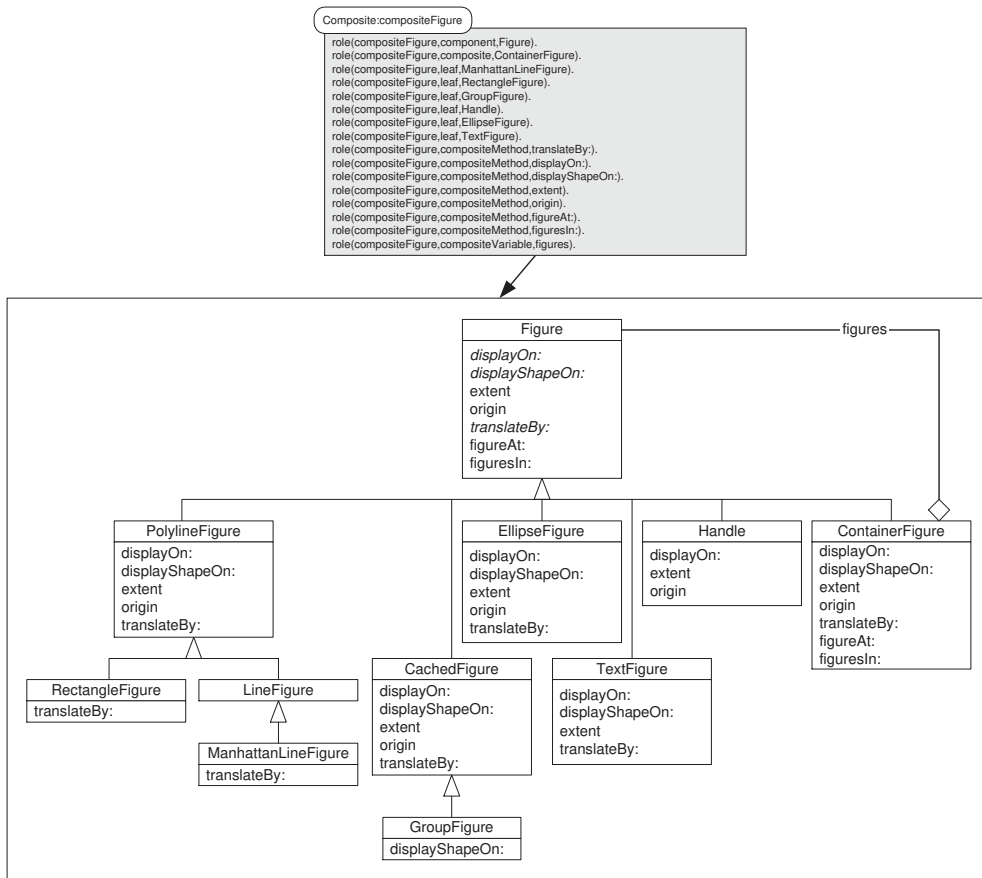 Composite:compositeFigure
role(compositeFigure,component,Figure).
role(compositeFigure,composite,ContainerFigure).
role(compositeFigure,leaf,ManhattanLineFigure).
role(compositeFigure,leaf,RectangleFigure).
role(compositeFigure,leaf,GroupFigure).
role(compositeFigure,leaf,Handle).
role(compositeFigure,leaf,EllipseFigure).
role(compositeFigure,leaf,TextFigure).
role(compositeFigure,compositeMethod,translateBy:).
role(compositeFigure,compositeMethod,displayOn:).
role(compositeFigure,compositeMethod,displayShapeOn:).
role(compositeFigure,compositeMethod,extent).
role(compositeFigure,compositeMethod,origin).
role(compositeFigure,compositeMethod,figureAt:).
role(compositeFigure,compositeMethod,figuresIn:).
role(compositeFigure,compositeVariable,figures).
Figure
displayOn:
displayShapeOn:
extent
origin
translateBy:
figureAt:
figuresIn:
figures
PolylineFigure
displayOn:
displayShapeOn:
extent
origin
translateBy:
EllipseFigure
displayOn:
displayShapeOn:
extent
origin
translateBy:
Handle
displayOn:
extent
origin
ContainerFigure
displayOn:
displayShapeOn:
extent
origin
translateBy:
figureAt:
figuresIn:
RectangleFigure
translateBy:
LineFigure
ManhattanLineFigure
translateBy:
CachedFigure
displayOn:
displayShapeOn:
extent
origin
translateBy:
TextFigure
displayOn:
displayShapeOn:
extent
translateBy:
GroupFigure
displayShapeOn: